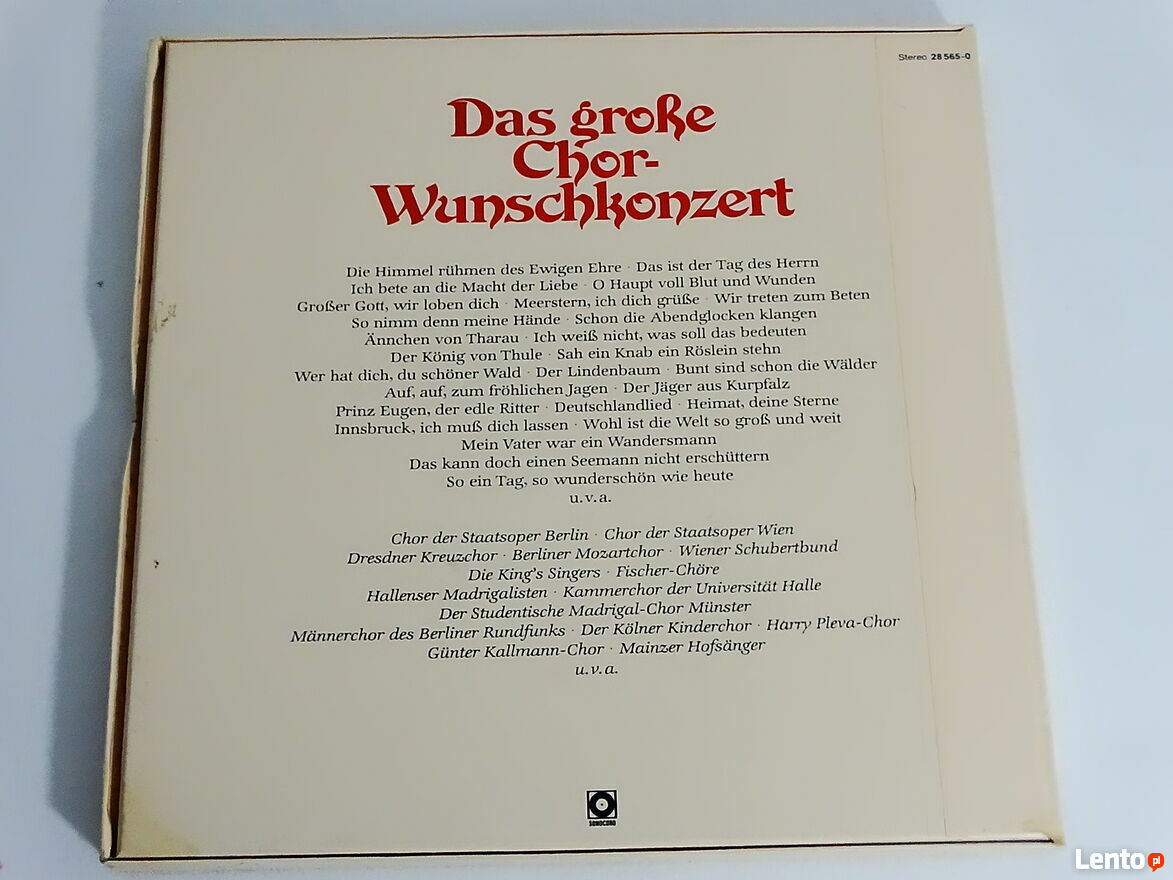 Stereo 28 565-0
Das große
Chor-
Wunschkonzert
Die Himmel rühmen des Ewigen Ehre · Das ist der Tag des Herrn
Ich bete an die Macht der Liebe · O Haupt voll Blut und Wunden
Großer Gott, wir loben dich · Meerstern, ich dich grüße · Wir treten zum Beten
So nimm denn meine Hände · Schon die Abendglocken klangen
Ännchen von Tharau · Ich weiß nicht, was soll das bedeuten
Der König von Thule · Sah ein Knab ein Röslein stehn
Wer hat dich, du schöner Wald · Der Lindenbaum · Bunt sind schon die Wälder
Auf, auf, zum fröhlichen Jagen · Der Jäger aus Kurpfalz
Prinz Eugen, der edle Ritter · Deutschlandlied · Heimat, deine Sterne
Innsbruck, ich muß dich lassen · Wohl ist die Welt so groß und weit
Mein Vater war ein Wandersmann
Das kann doch einen Seemann nicht erschüttern
So ein Tag, so wunderschön wie heute
u.v.a.
Chor der Staatsoper Berlin · Chor der Staatsoper Wien
Dresdner Kreuzchor · Berliner Mozartchor · Wiener Schubertbund
Die King's Singers · Fischer-Chöre
Hallenser Madrigalisten · Kammerchor der Universität Halle
Der Studentische Madrigal-Chor Münster
Männerchor des Berliner Rundfunks · Der Kölner Kinderchor · Harry Pleva-Chor
Günter Kallmann-Chor · Mainzer Hofsänger
u.v.a.
SONOCORD
Lento.pl